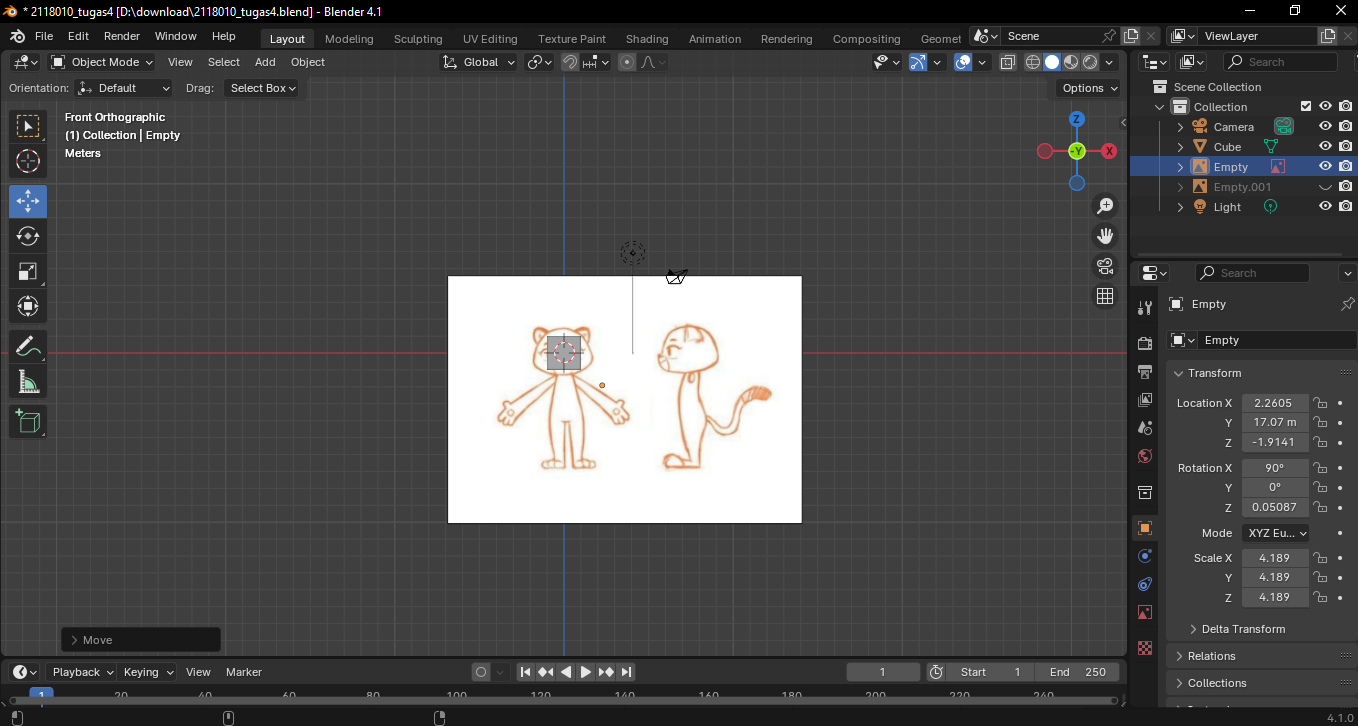 * 2118010_tugas4 [D:\download\2118010_tugas4.blend] - Blender 4.1
File Edit Render Window Help Layout Modeling Sculpting UV Editing Texture Paint Shading Animation Rendering Compositing Geomet Scene ViewLayer
Object Mode View Select Add Object Global Search
Orientation: Default Drag: Select Box Options
Front Orthographic
(1) Collection | Empty
Meters
Z
-Y
X
Scene Collection
Collection
Camera
Cube
Empty
Empty.001
Light
Search
Empty
Empty
Transform
Location X 2.2605
Y 17.07 m
Z -1.9141
Rotation X 90°
Y 0°
Z 0.05087
Mode XYZ Eu...
Scale X 4.189
Y 4.189
Z 4.189
Delta Transform
Relations
Collections
Move
Playback Keying View Marker 1 Start 1 End 250
1 20 40 60 80 100 120 140 160 180 200 220 240
4.1.0